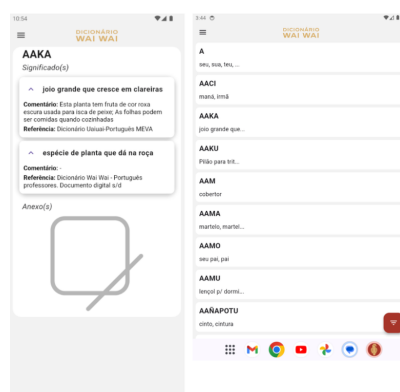 10:54
DICIONÁRIO
WAI WAI
AAKA
Significado(s)
joio grande que cresce em clareiras
Comentário: Esta planta tem fruta de cor roxa
escura usada para isca de peixe; As folhas podem
ser comidas quando cozinhadas
Referência: Dicionário Uaiuai-Português MEVA
espécie de planta que dá na roça
Comentário: -
Referência: Dicionário Wai Wai - Português
professores. Documento digital s/d
Anexo(s)
3:44
DICIONÁRIO
WAI WAI
A
seu, sua, teu, ...
AACI
maná, irmã
AAKA
joio grande que...
AAKU
Pilão para trit...
AAM
cobertor
AAMA
martelo, martel...
AAMO
seu pai, pai
AAMU
lençol p/ dormi...
AAÑAPOTU
cinto, cintura